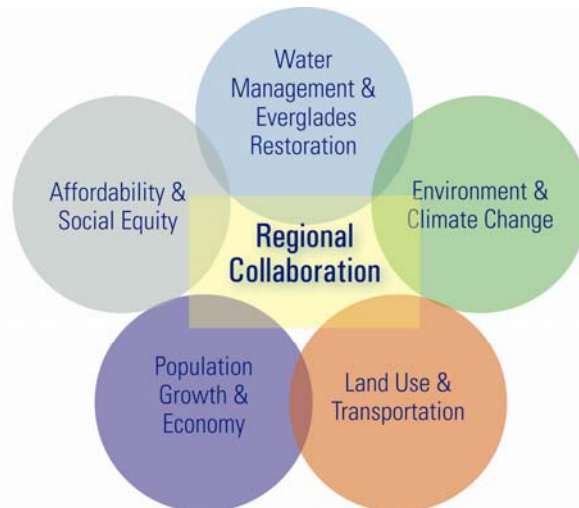 Water
Management &
Everglades
Restoration
Affordability &
Social Equity
Environment &
Climate Change
Regional
Collaboration
Population
Growth &
Economy
Land Use &
Transportation